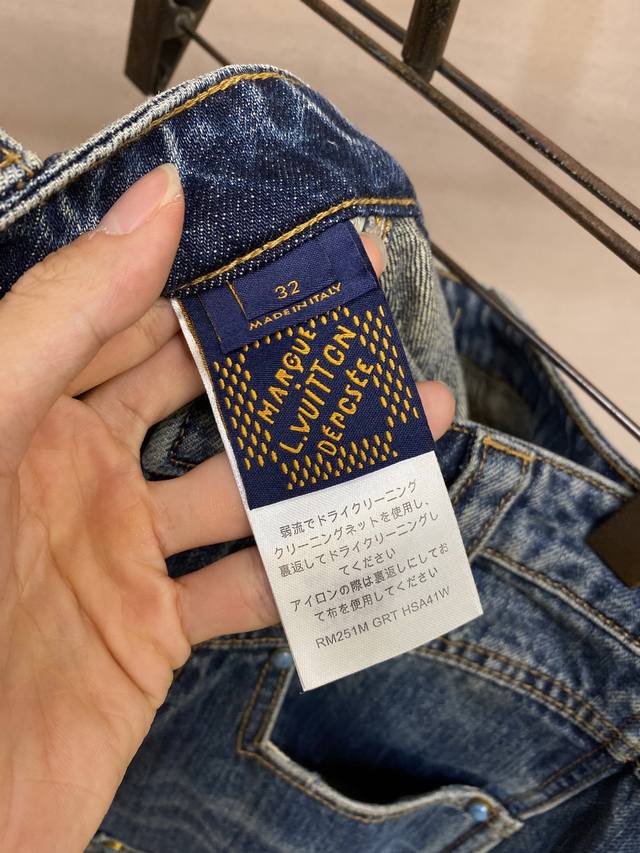 32
MADE IN ITALY
MARQUE
L.VUITTON
DÉPOSÉE
弱流でドライクリーニング
クリーニングネットを使用し、
裏返してドライクリーニングし
てください
アイロンの際は裏返しにしてお
て布を使用してください
RM251M GRT HSA41W